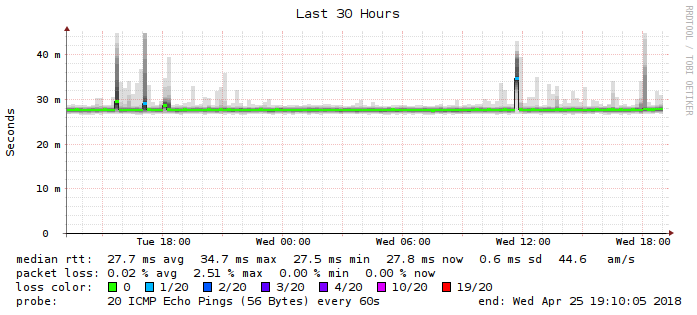 Last 30 Hours
RRDTOOL / TOBI OETIKER
Seconds
40 m
30 m
20 m
10 m
0
Tue 18:00 Wed 00:00 Wed 06:00 Wed 12:00 Wed 18:00
median rtt: 27.7 ms avg 34.7 ms max 27.5 ms min 27.8 ms now 0.6 ms sd 44.6 am/s
packet loss: 0.02 % avg 2.51 % max 0.00 % min 0.00 % now
loss color: 0 1/20 2/20 3/20 4/20 10/20 19/20
probe: 20 ICMP Echo Pings (56 Bytes) every 60s end: Wed Apr 25 19:10:05 2018